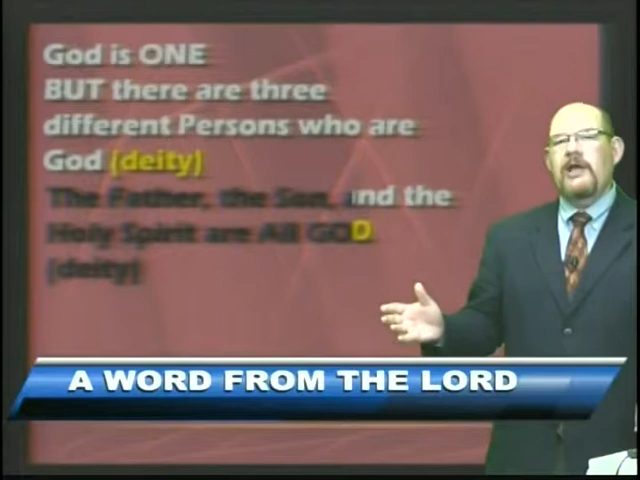 God is ONE
BUT there are three
different Persons who are
God (deity)
The Father, the Son, and the
Holy Spirit are All GOD
(deity)
A WORD FROM THE LORD